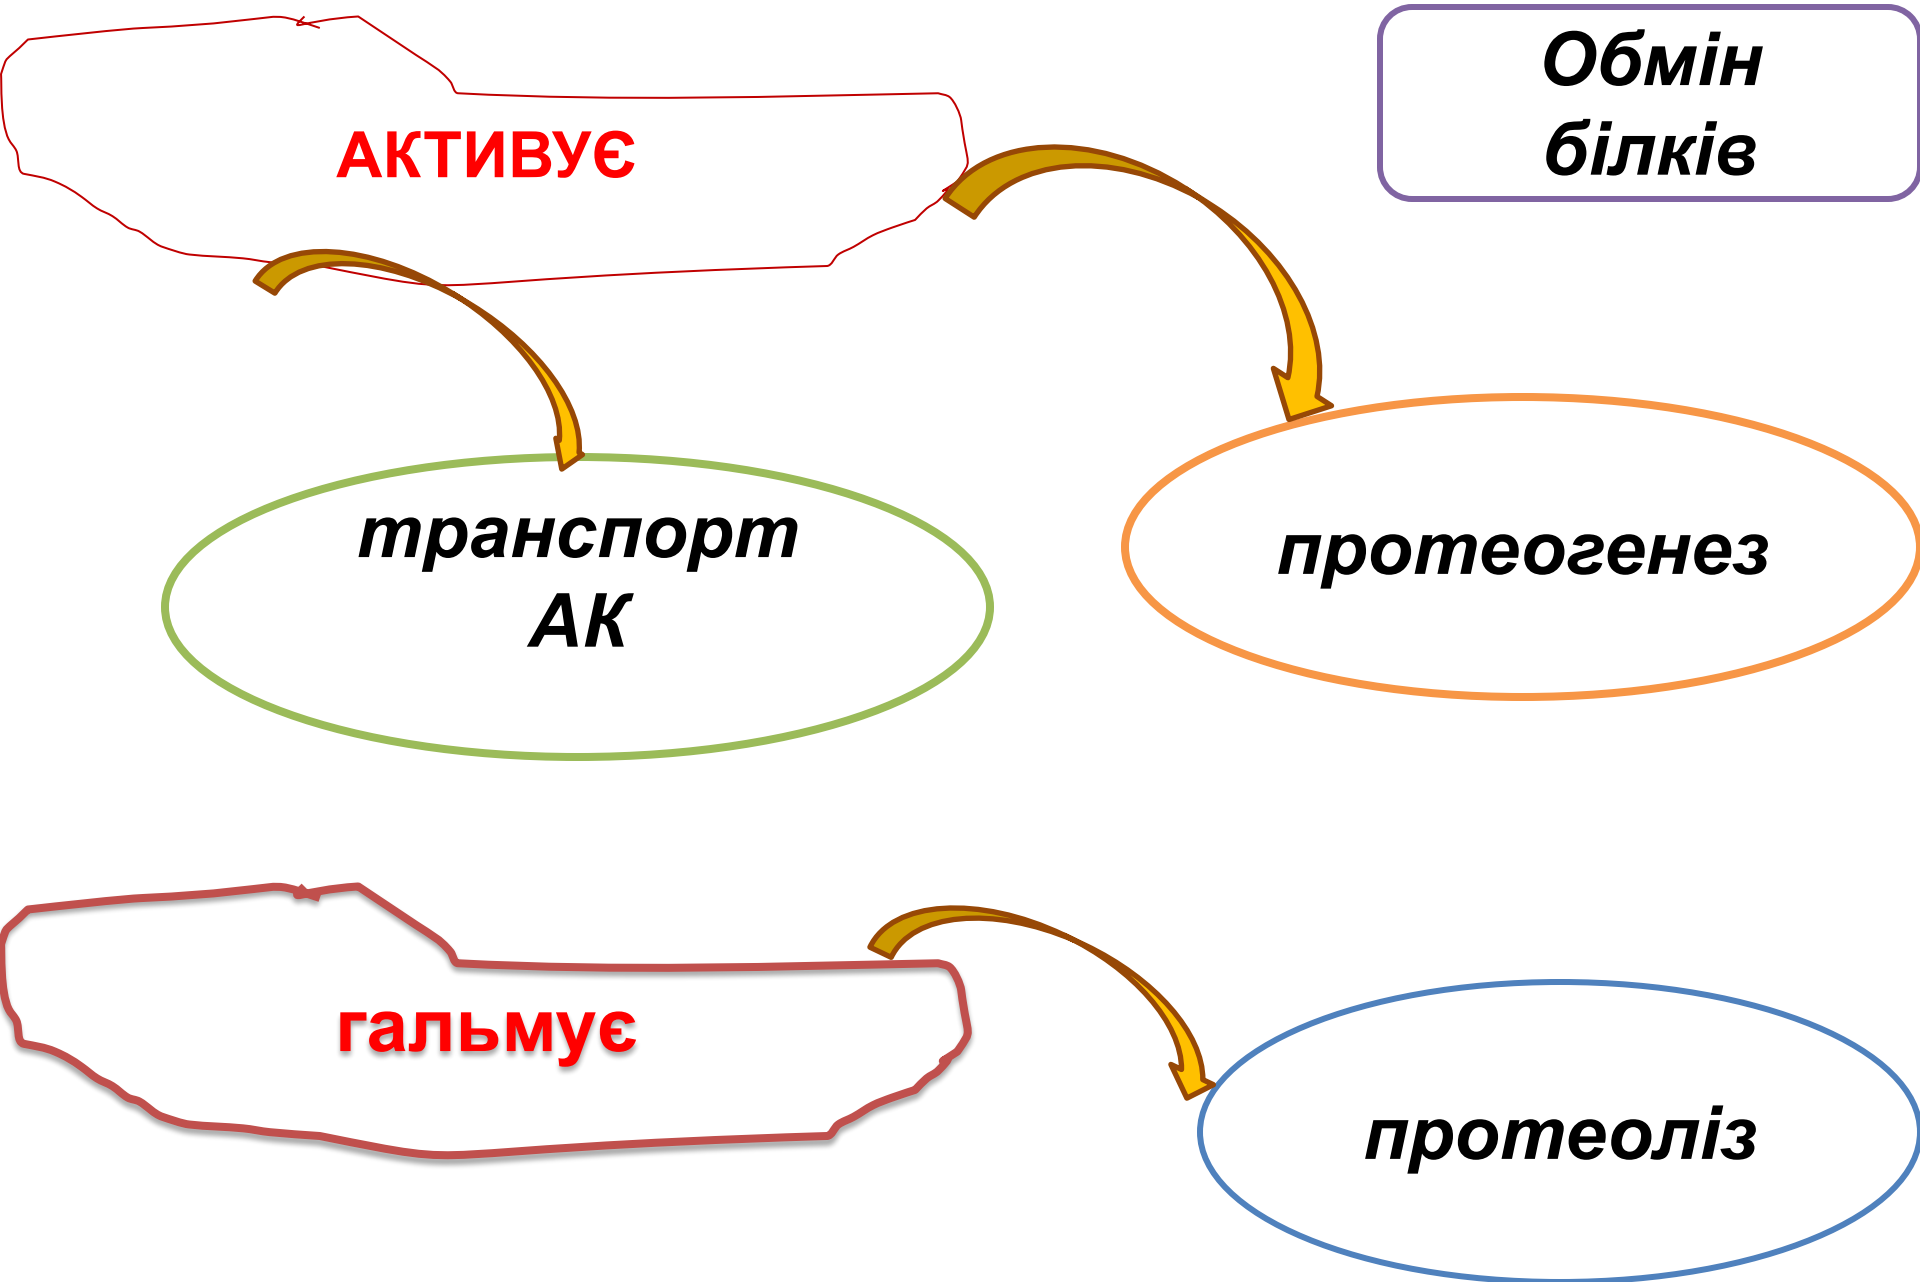 Обмін
білків
АКТИВУЄ
транспорт
АК
протеогенез
гальмує
протеоліз